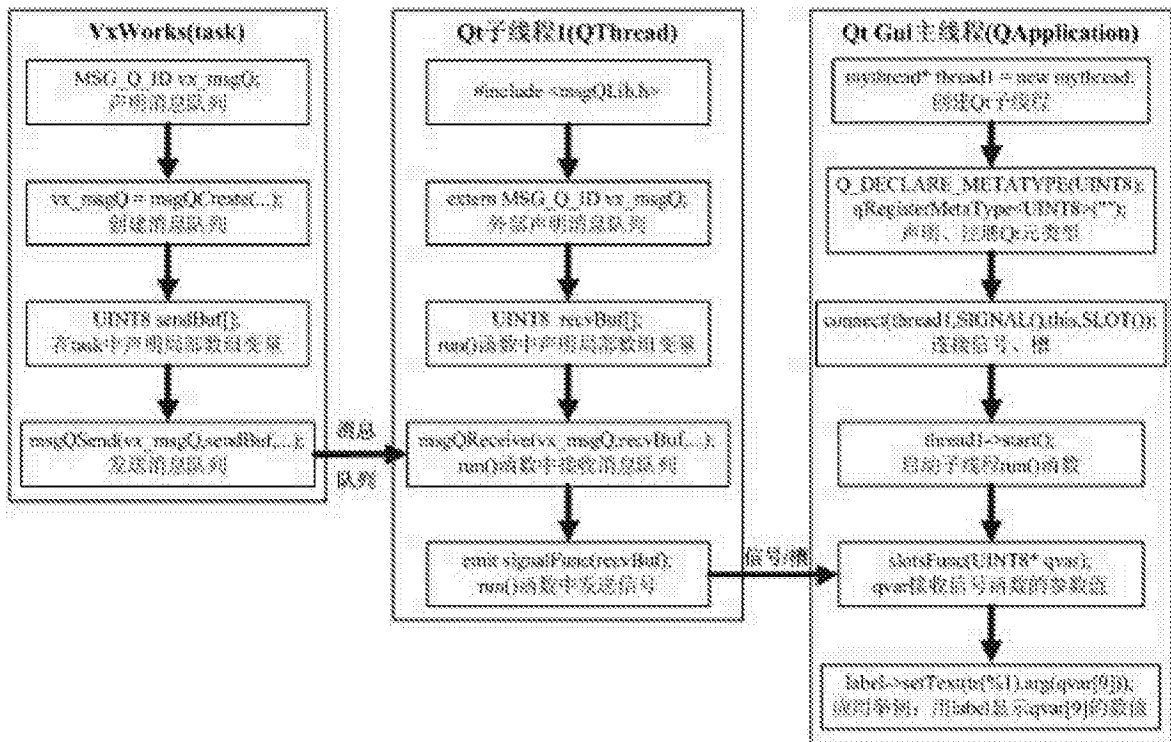 VxWorks(task)
MSG_Q_ID vx_msgQ;
声明消息队列
vx_msgQ = msgQCreate(...);
创建消息队列
UINT8 sendBuf[];
在task中声明局部数组变量
msgQSend(vx_msgQ,sendBuf,...);
发送消息队列
消息
队列
Qt子线程1(QThread)
#include <msgQLib.h>
extern MSG_Q_ID vx_msgQ;
外部声明消息队列
UINT8 recvBuf[];
run()函数中声明局部数组变量
msgQReceive(vx_msgQ,recvBuf,...);
run()函数中接收消息队列
emit signalFunc(recvBuf);
run()函数中发送信号
信号/槽
Qt Gui主线程(QApplication)
mythread* thread1 = new mythread;
创建Qt子线程
Q_DECLARE_METATYPE(UINT8);
qRegisterMetaType<UINT8>("");
声明、注册Qt元类型
connect(thread1,SIGNAL(),this,SLOT());
连接信号、槽
thread1->start();
启动子线程run()函数
slotsFunc(UINT8* qvar);
qvar接收信号函数的参数值
label->setText(tr(%1).arg(qvar[9]));
应用举例：用label显示qvar[9]的数值